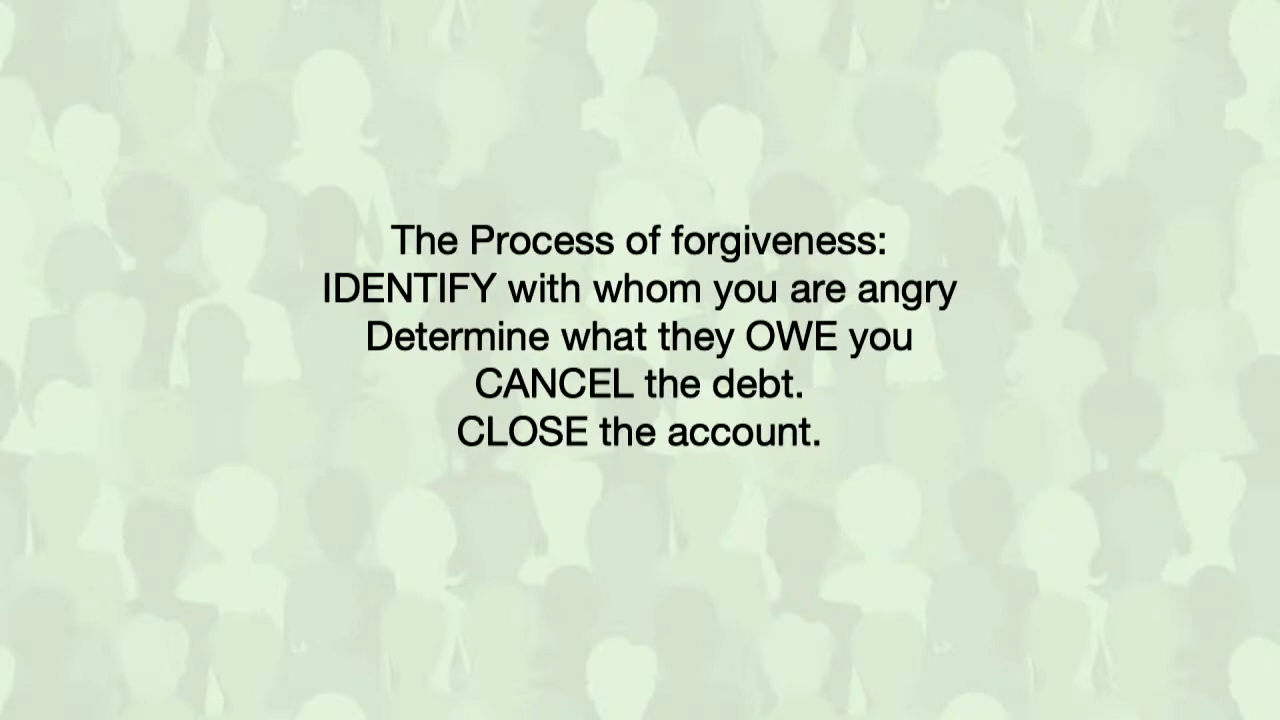 The Process of forgiveness:
IDENTIFY with whom you are angry
Determine what they OWE you
CANCEL the debt.
CLOSE the account.